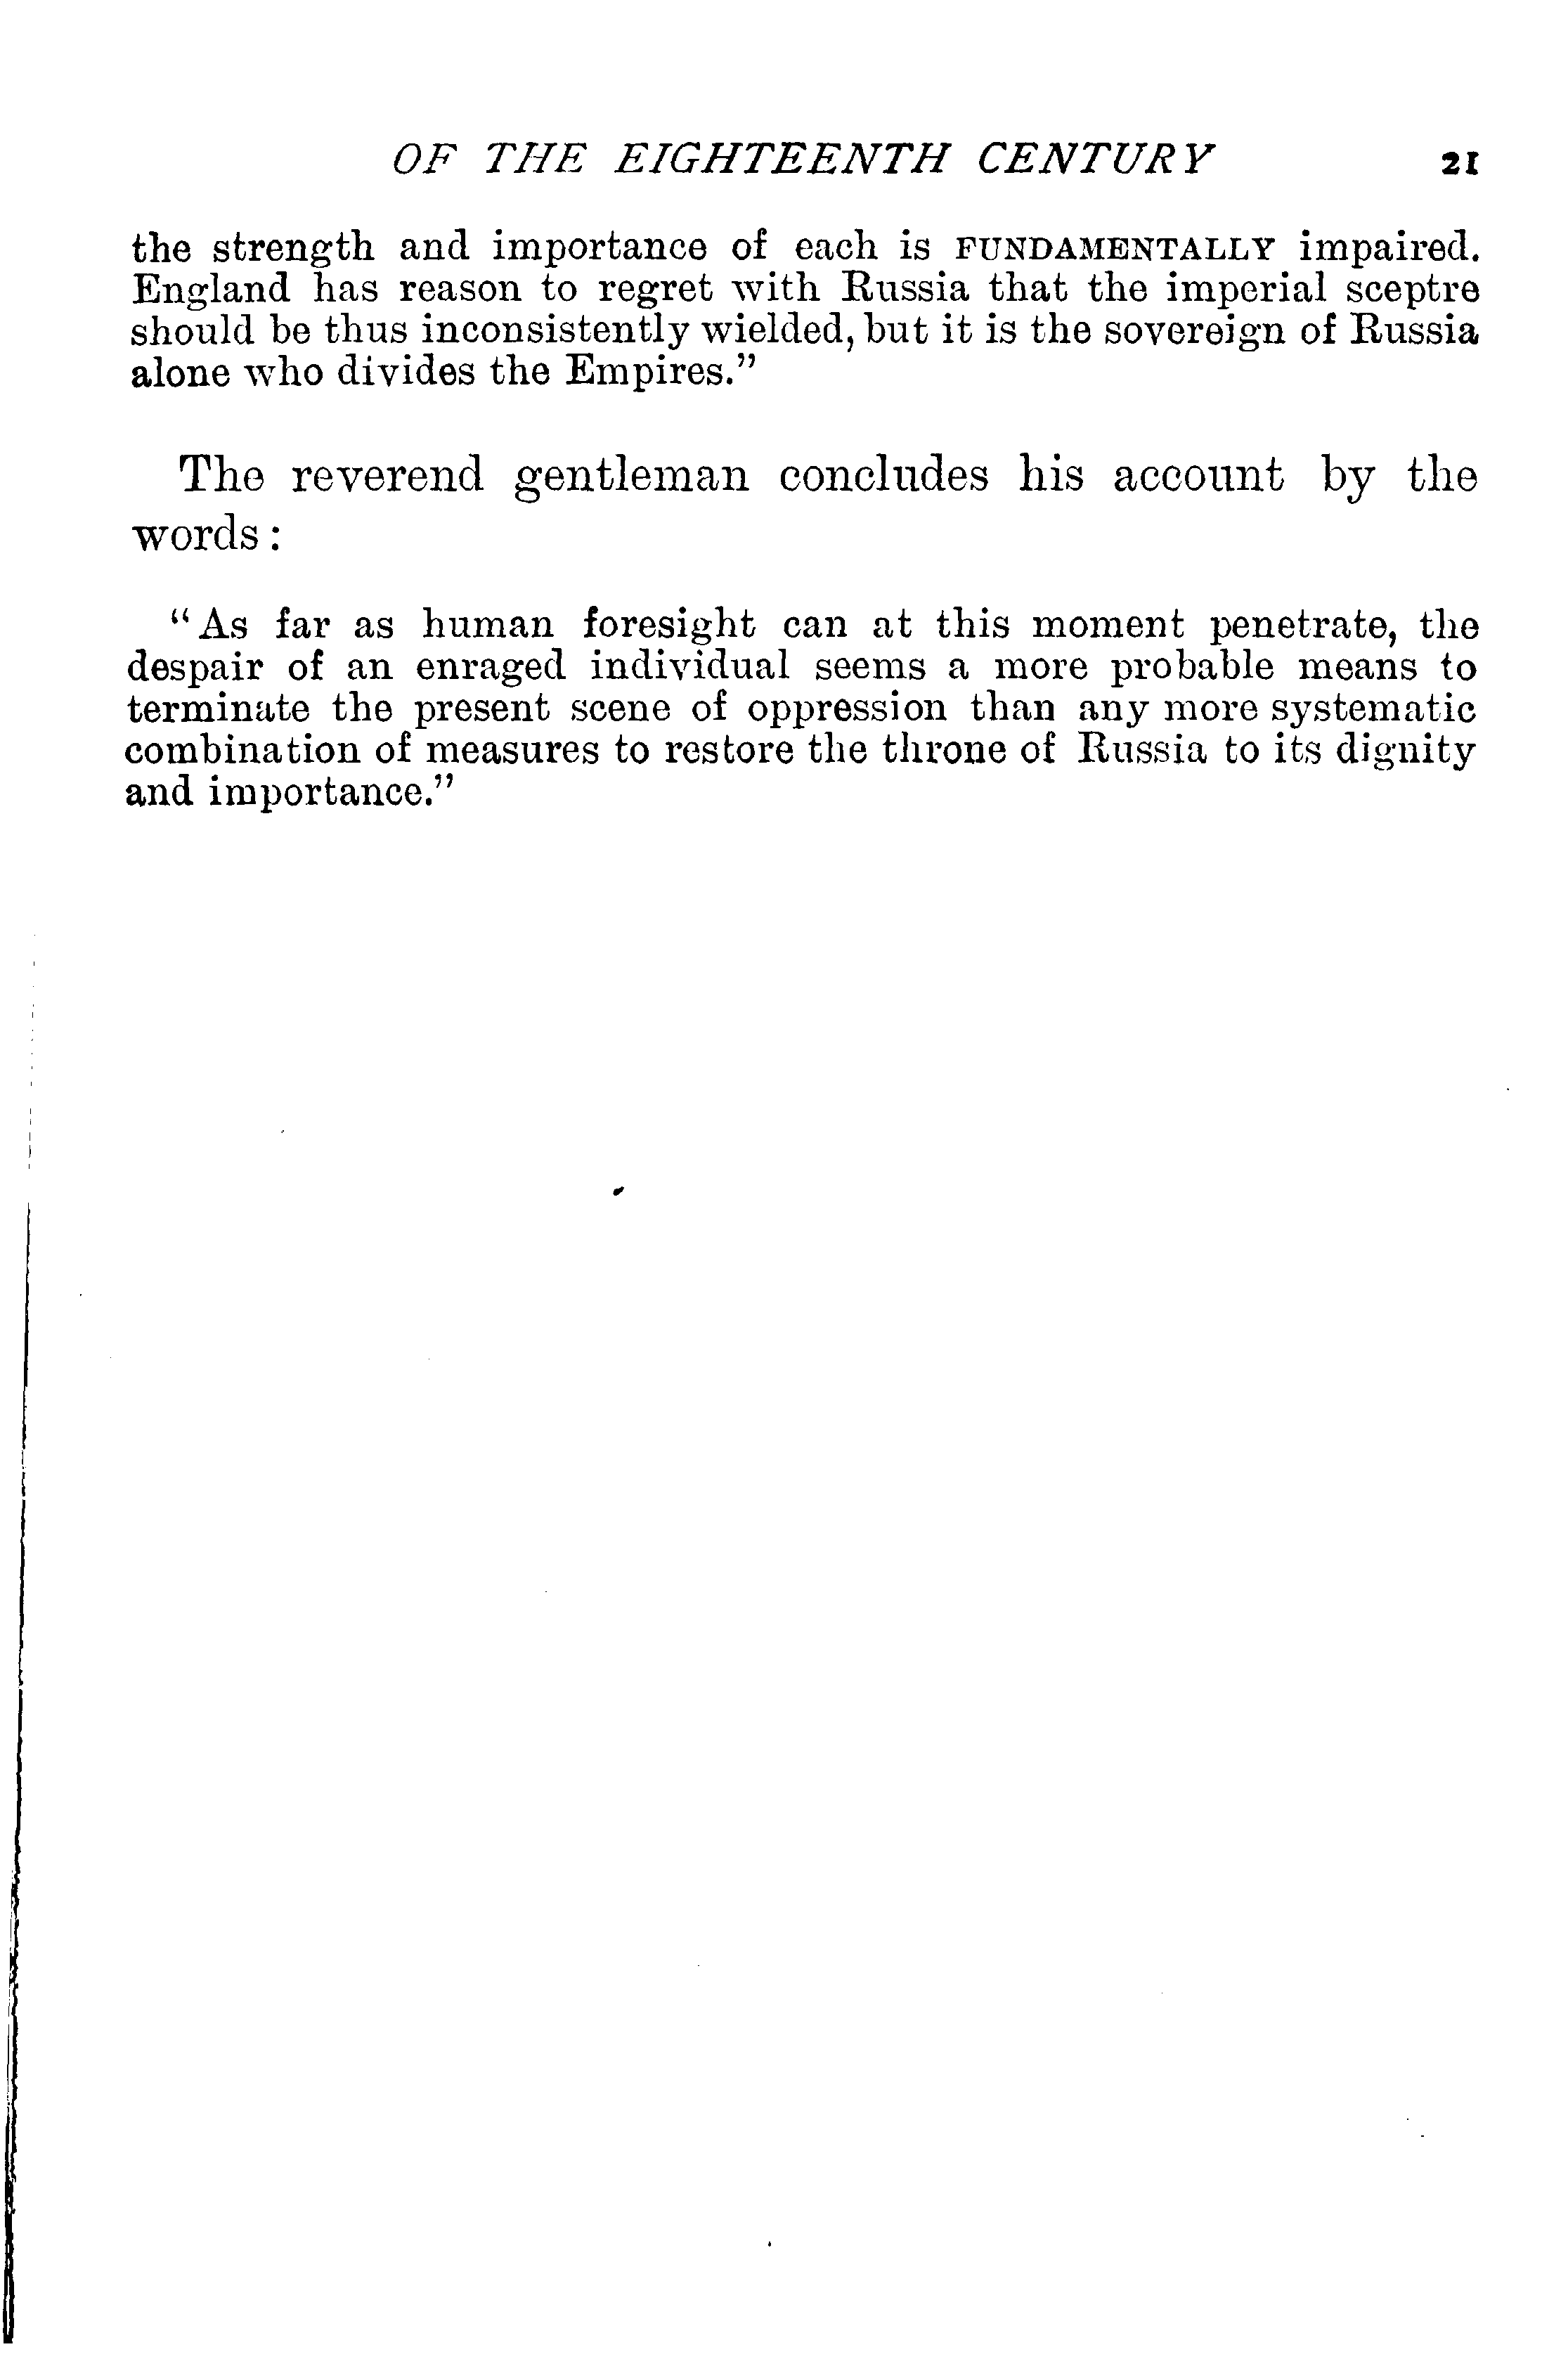 OF THE EIGHTEENTH CENTURY 21
the strength and importance of each is FUNDAMENTALLY impaired.
England has reason to regret with Russia that the imperial sceptre
should be thus inconsistently wielded, but it is the sovereign of Russia
alone who divides the Empires.”
The reverend gentleman concludes his account by the
words:
“As far as human foresight can at this moment penetrate, the
despair of an enraged individual seems a more probable means to
terminate the present scene of oppression than any more systematic
combination of measures to restore the throne of Russia to its dignity
and importance.”